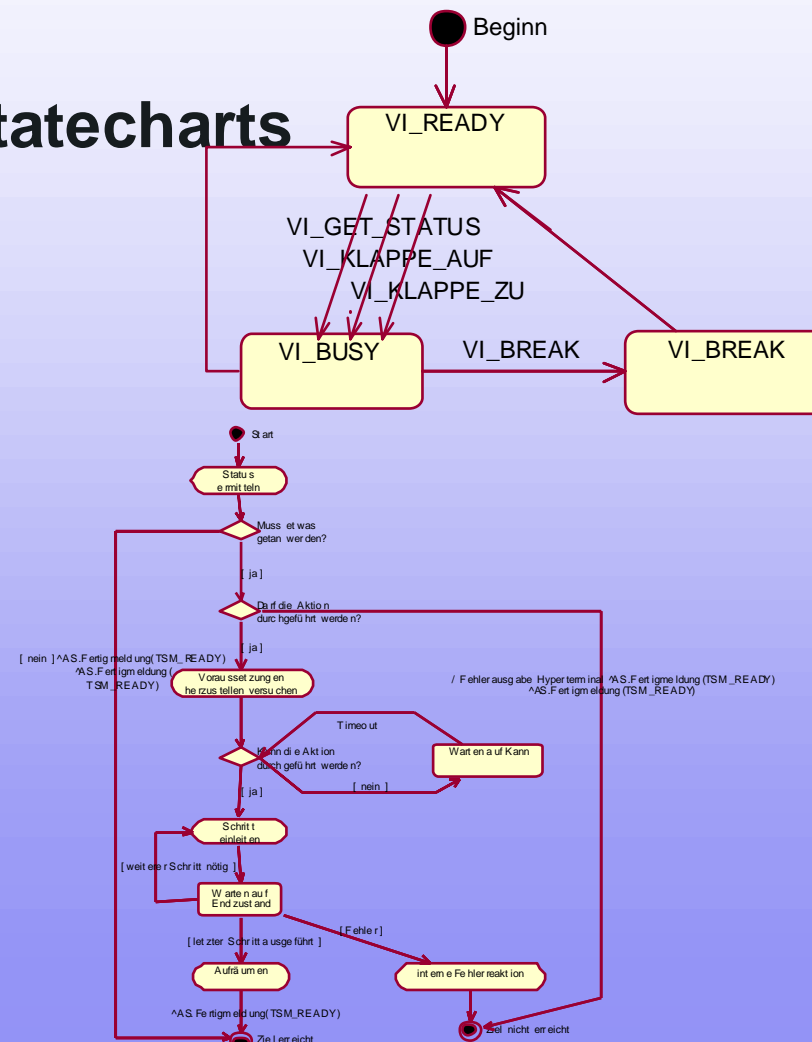 Beginn
tatecharts
VI_READY
VI_GET_STATUS
VI_KLAPPE_AUF
VI_KLAPPE_ZU
VI_BUSY
VI_BREAK
VI_BREAK
Start
Status
ermitteln
Muss etwas
getan werden?
[ ja ]
Darf die Aktion
durchgeführt werden?
[ ja ]
[ nein ] ^AS.Fertigmeldung(TSM_READY)
^AS.Fertigmeldung(
TSM_READY)
Voraussetzungen
herzustellen versuchen
/ Fehlerausgabe Hyperterminal ^AS.Fertigmeldung(TSM_READY)
^AS.Fertigmeldung(TSM_READY)
Timeout
Kann die Aktion
durchgeführt werden?
Warten auf Kann
[ nein ]
[ ja ]
Schritt
einleiten
[ weiterer Schritt nötig ]
Warten auf
Endzustand
[ Fehler ]
[ letzter Schritt ausgeführt ]
Aufräumen
interne Fehlerreaktion
^AS.Fertigmeldung(TSM_READY)
Ziel nicht erreicht
Ziel erreicht